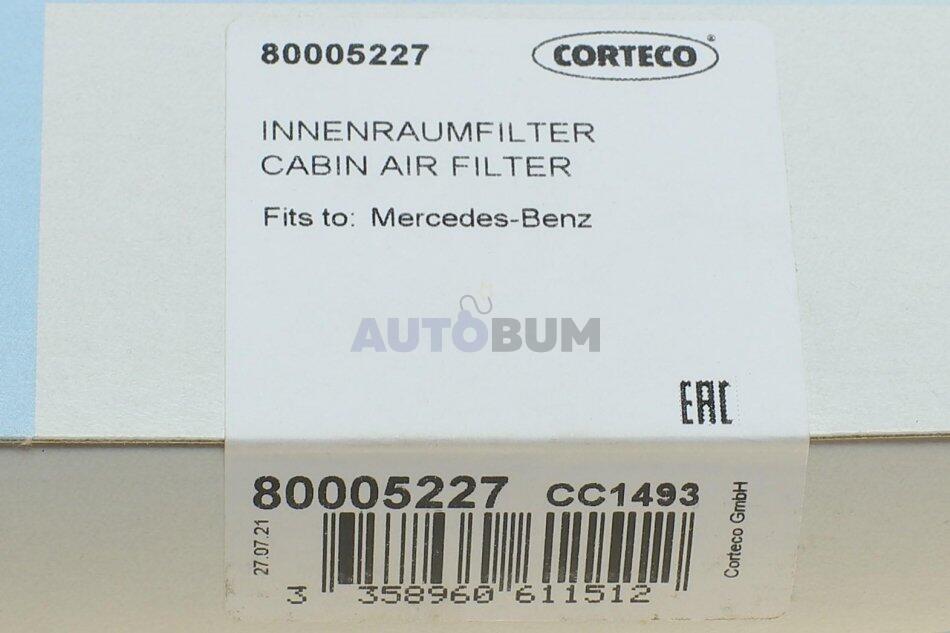 80005227 CORTECO®
INNENRAUMFILTER
CABIN AIR FILTER
Fits to: Mercedes-Benz
AUTOBUM
EAC
80005227 CC1493
27.07.21
Corteco GmbH
3 358960 611512